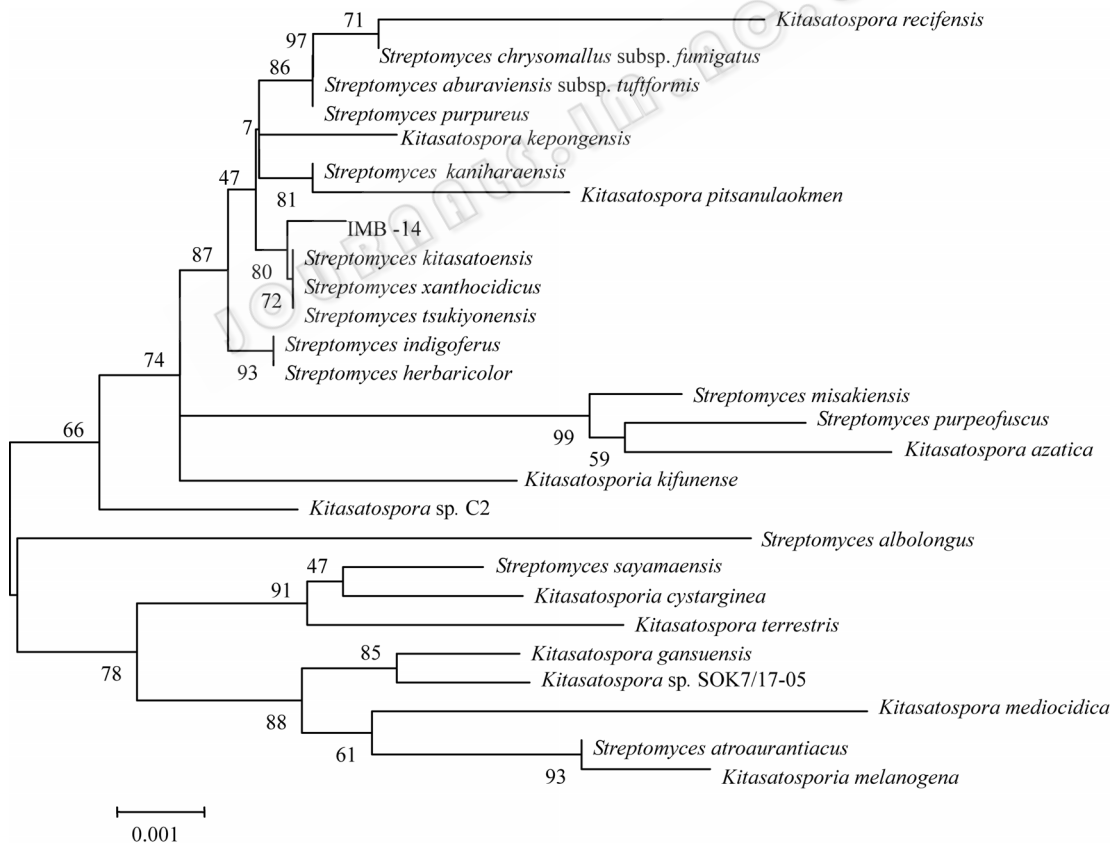 71
Kitasatospora recifensis
97
Streptomyces chrysomallus subsp. fumigatus
86
Streptomyces aburaviensis subsp. tuftformis
Streptomyces purpureus
7
Kitasatospora kepongensis
47
Streptomyces kaniharaensis
81
Kitasatospora pitsanulaokmen
IMB -14
87
80
Streptomyces kitasatoensis
72
Streptomyces xanthocidicus
Streptomyces tsukiyonensis
Streptomyces indigoferus
74
93
Streptomyces herbaricolor
Streptomyces misakiensis
Streptomyces purpeofuscus
66
99
59
Kitasatospora azatica
Kitasatosporia kifunense
Kitasatospora sp. C2
Streptomyces albolongus
47
Streptomyces sayamaensis
91
Kitasatosporia cystarginea
Kitasatospora terrestris
85
Kitasatospora gansuensis
78
Kitasatospora sp. SOK7/17-05
Kitasatospora mediocidica
88
61
Streptomyces atroaurantiacus
93
Kitasatosporia melanogena
0.001